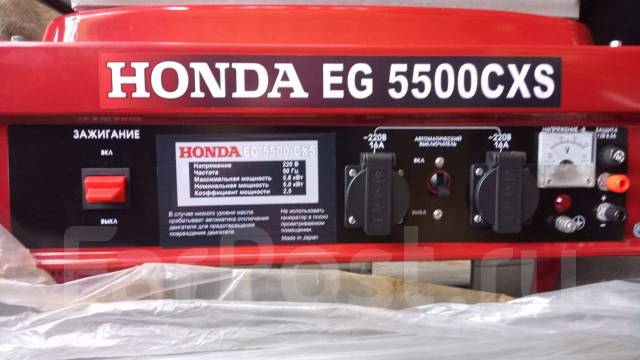 HONDA EG 5500CXS
ЗАЖИГАНИЕ
ВКЛ
ВЫКЛ
HONDA EG 5500 CXS
Напряжение 220 В
Частота 50 Гц
Максимальная мощность 5,5 кВт
Номинальная мощность 5,0 кВт
Коэффициент мощности
В случае низкого уровня масла
срабатывает автоматика отключения
двигателя для предотвращения
повреждения двигателя.
Не использовать
генератор в плохо
проветриваемом
помещении.
Made in Japan
~220В
16А
АВТОМАТИЧЕСКИЙ
ВЫКЛЮЧАТЕЛЬ
ВКЛ
ВЫКЛ
~220В
16А
НАПРЯЖЕНИЕ
V
ЗАЩИТА
FarPost.ru